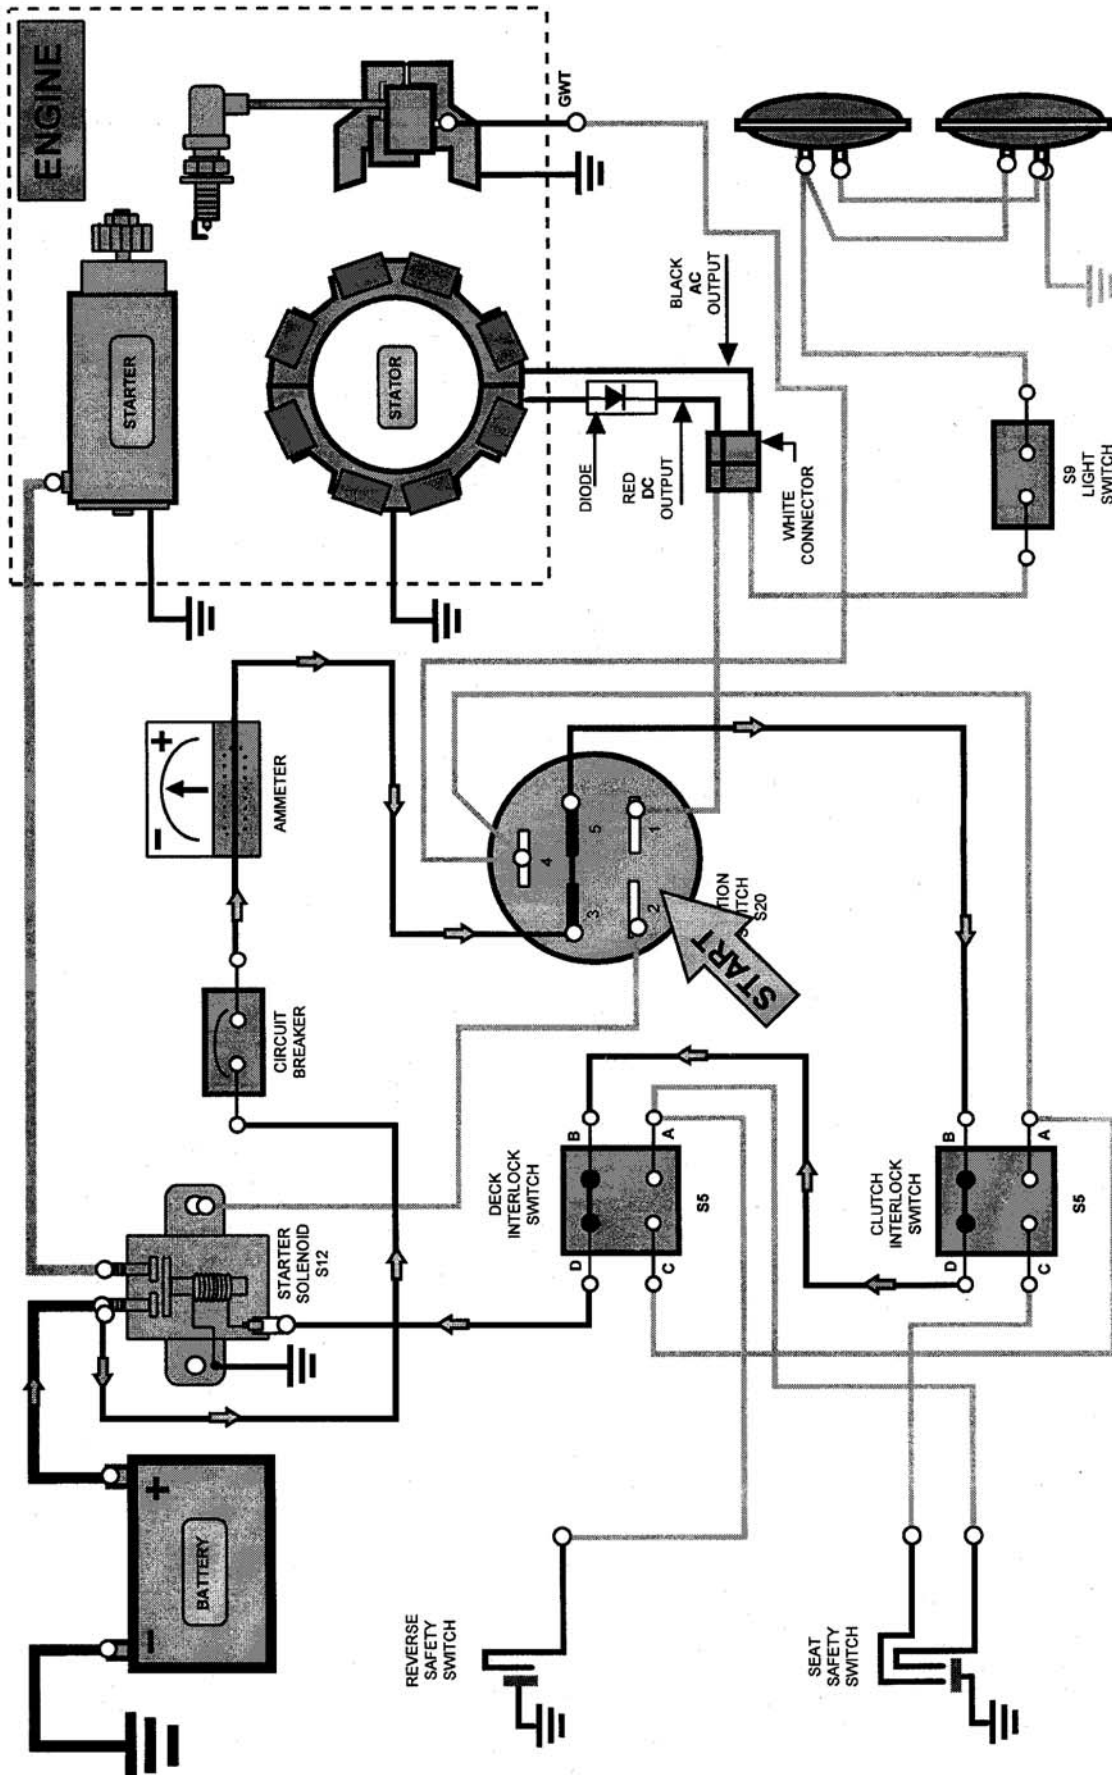 ENGINE
STARTER
GWT
STATOR
BLACK
AC
OUTPUT
DIODE
RED
DC
OUTPUT
WHITE
CONNECTOR
S9
LIGHT
SWITCH
+
−
AMMETER
CIRCUIT
BREAKER
4
5
3
1
2
TION
TCH
S20
START
STARTER
SOLENOID
S12
DECK
INTERLOCK
SWITCH
B
A
D
C
S5
CLUTCH
INTERLOCK
SWITCH
B
A
D
C
S5
+
−
BATTERY
REVERSE
SAFETY
SWITCH
SEAT
SAFETY
SWITCH